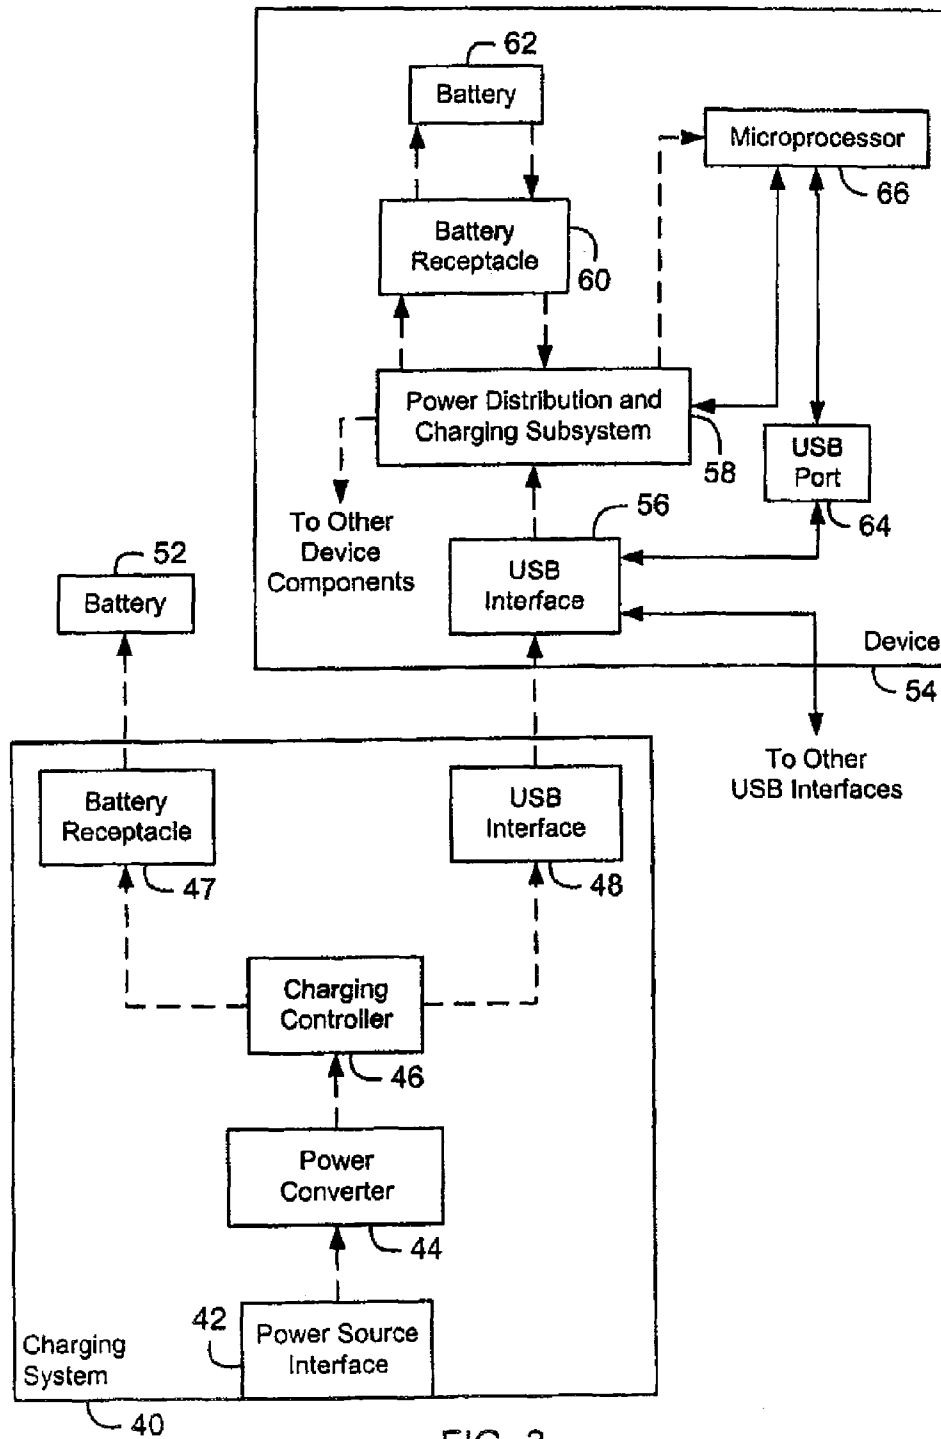 62
Battery
Microprocessor
66
Battery
Receptacle
60
Power Distribution and
Charging Subsystem
58
USB
Port
64
To Other
Device
Components
56
USB
Interface
52
Battery
Device
54
To Other
USB Interfaces
Battery
Receptacle
47
USB
Interface
48
Charging
Controller
46
Power
Converter
44
42
Power Source
Interface
Charging
System
40